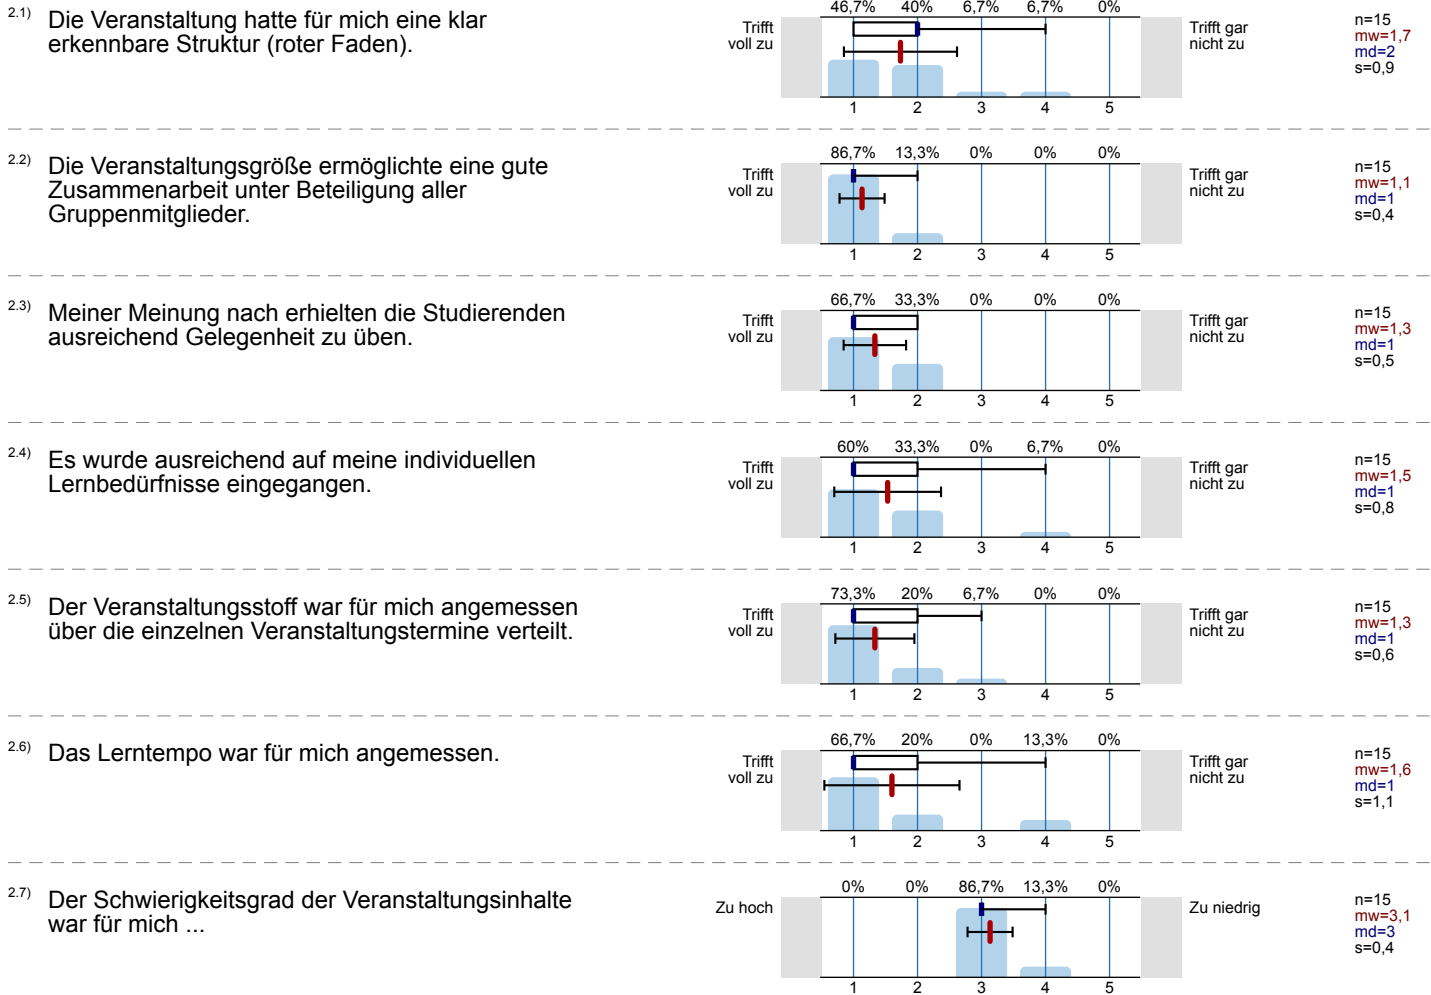 2.1) Die Veranstaltung hatte für mich eine klar
erkennbare Struktur (roter Faden).
Trifft
voll zu
46,7% 40% 6,7% 6,7% 0%
1 2 3 4 5
Trifft gar
nicht zu
n=15
mw=1,7
md=2
s=0,9
2.2) Die Veranstaltungsgröße ermöglichte eine gute
Zusammenarbeit unter Beteiligung aller
Gruppenmitglieder.
Trifft
voll zu
86,7% 13,3% 0% 0% 0%
1 2 3 4 5
Trifft gar
nicht zu
n=15
mw=1,1
md=1
s=0,4
2.3) Meiner Meinung nach erhielten die Studierenden
ausreichend Gelegenheit zu üben.
Trifft
voll zu
66,7% 33,3% 0% 0% 0%
1 2 3 4 5
Trifft gar
nicht zu
n=15
mw=1,3
md=1
s=0,5
2.4) Es wurde ausreichend auf meine individuellen
Lernbedürfnisse eingegangen.
Trifft
voll zu
60% 33,3% 0% 6,7% 0%
1 2 3 4 5
Trifft gar
nicht zu
n=15
mw=1,5
md=1
s=0,8
2.5) Der Veranstaltungsstoff war für mich angemessen
über die einzelnen Veranstaltungstermine verteilt.
Trifft
voll zu
73,3% 20% 6,7% 0% 0%
1 2 3 4 5
Trifft gar
nicht zu
n=15
mw=1,3
md=1
s=0,6
2.6) Das Lerntempo war für mich angemessen.
Trifft
voll zu
66,7% 20% 0% 13,3% 0%
1 2 3 4 5
Trifft gar
nicht zu
n=15
mw=1,6
md=1
s=1,1
2.7) Der Schwierigkeitsgrad der Veranstaltungsinhalte
war für mich ...
Zu hoch
0% 0% 86,7% 13,3% 0%
1 2 3 4 5
Zu niedrig
n=15
mw=3,1
md=3
s=0,4